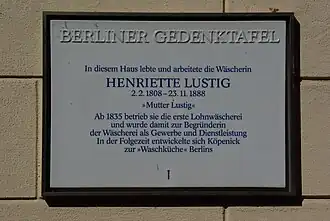 BERLINER GEDENKTAFEL
In diesem Haus lebte und arbeitete die Wäscherin
HENRIETTE LUSTIG
2. 2. 1808 – 23. 11. 1888
»Mutter Lustig«
Ab 1835 betrieb sie die erste Lohnwäscherei
und wurde damit zur Begründerin
der Wäscherei als Gewerbe und Dienstleistung
In der Folgezeit entwickelte sich Köpenick
zur »Waschküche« Berlins